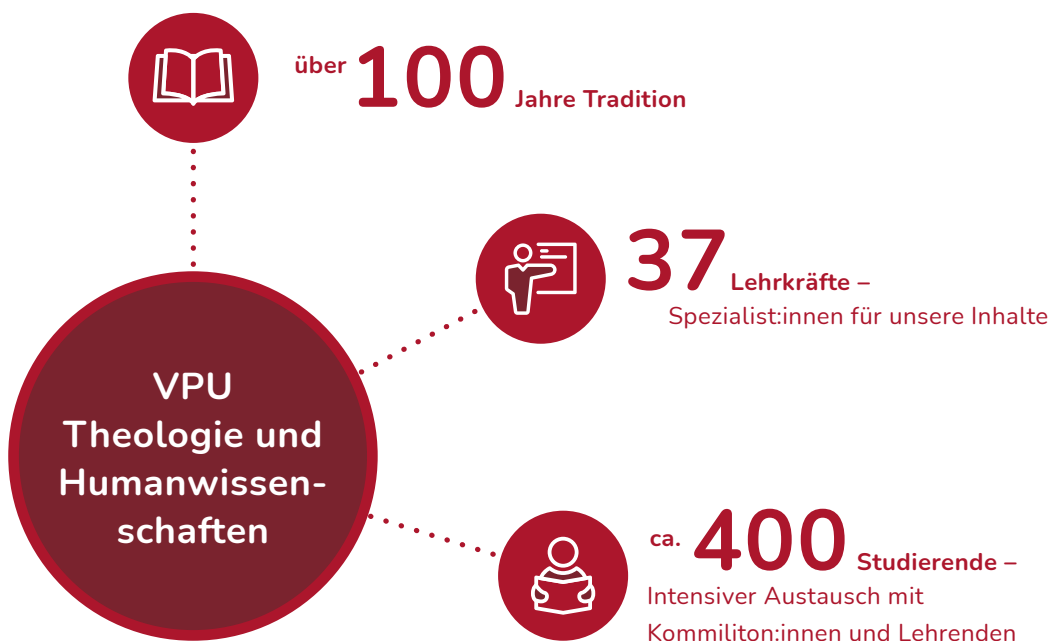 über 100 Jahre Tradition
37 Lehrkräfte –
Spezialist:innen für unsere Inhalte
VPU
Theologie und
Humanwissen-
schaften
ca. 400 Studierende –
Intensiver Austausch mit
Kommiliton:innen und Lehrenden